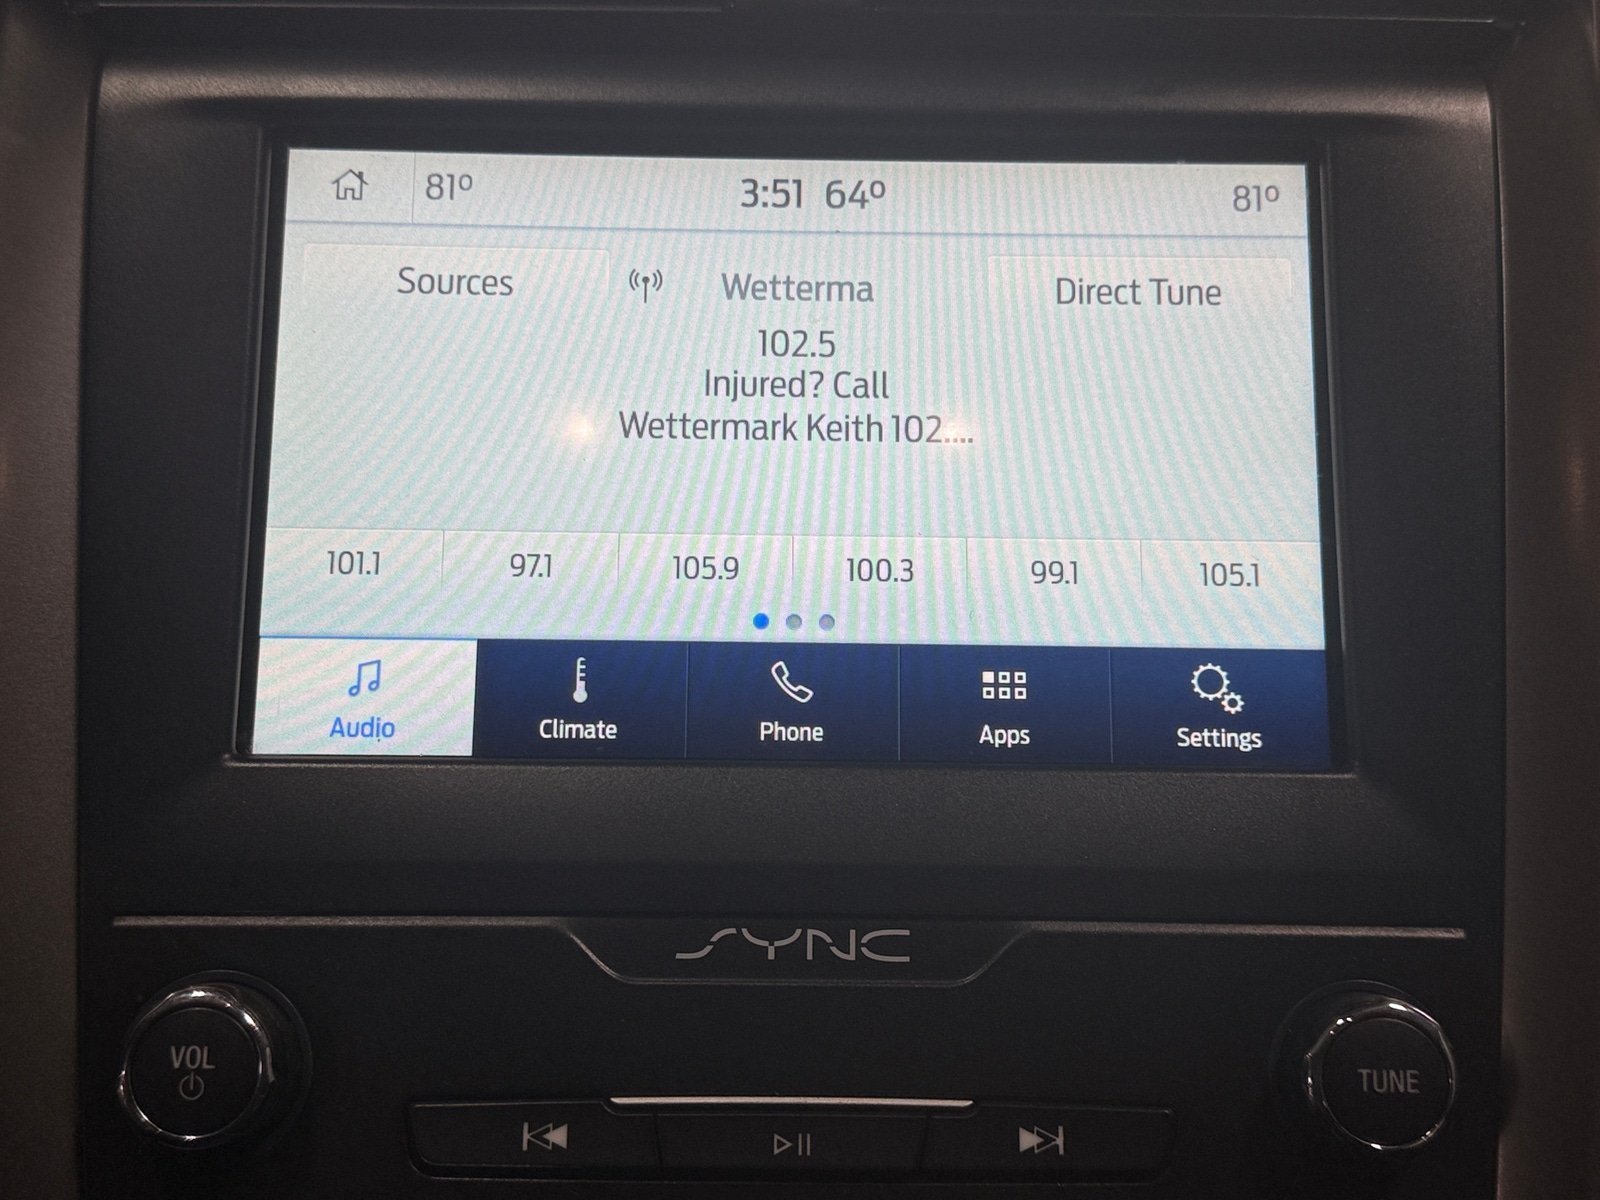 81° 3:51 64° 81°
Sources Wetterma Direct Tune
102.5
Injured? Call
Wettermark Keith 102....
101.1 97.1 105.9 100.3 99.1 105.1
Audio Climate Phone Apps Settings
SYNC
VOL
TUNE